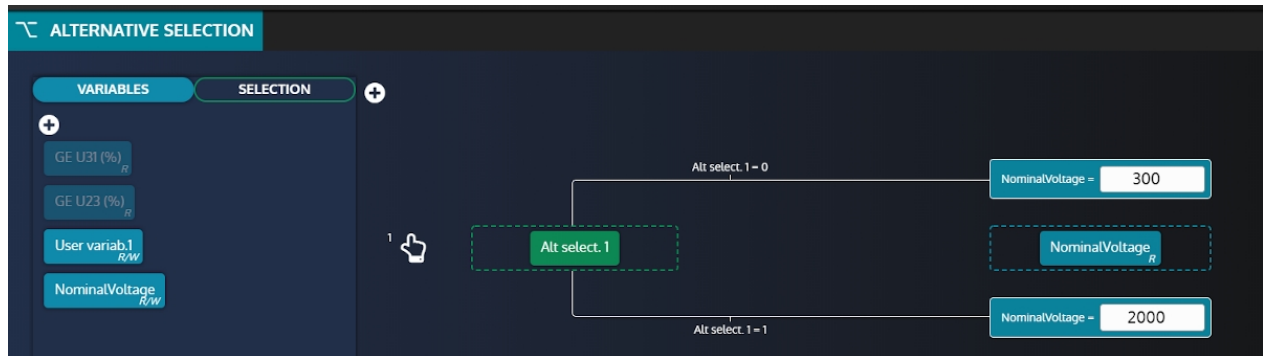 ALTERNATIVE SELECTION
VARIABLES SELECTION
GE U31 (%) R
GE U23 (%) R
User variab.1 R/W
NominalVoltage R/W
1
Alt select. 1 = 0
NominalVoltage = 300
Alt select. 1
NominalVoltage R
Alt select. 1 = 1
NominalVoltage = 2000